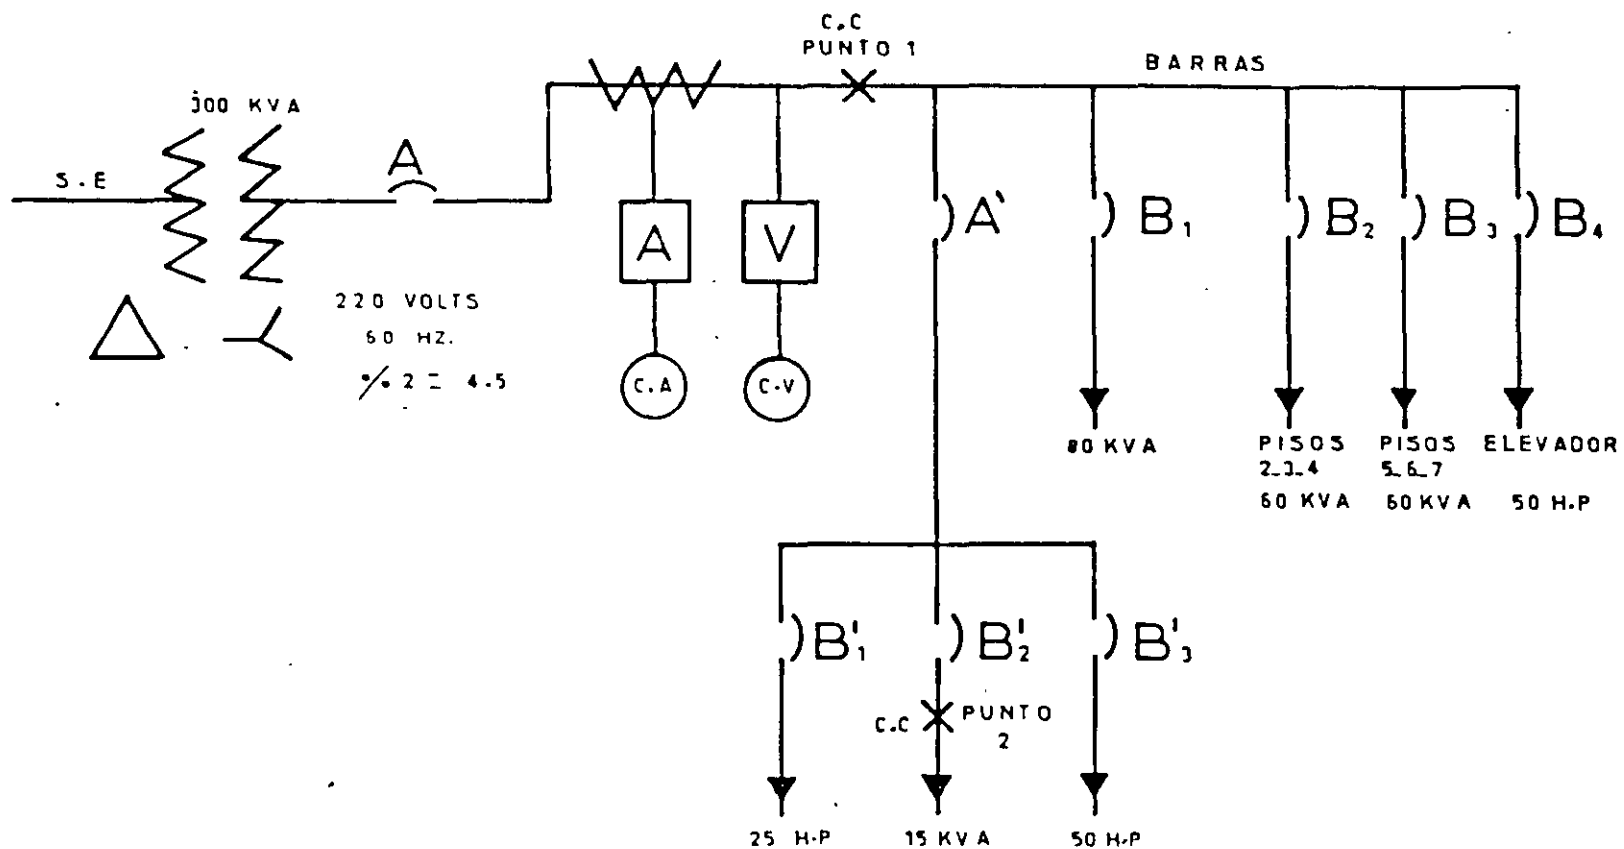 C.C
PUNTO 1
BARRAS
300 KVA
S.E
A
A
V
A'
B1
B2
B3
B4
220 VOLTS
60 HZ.
% 2 = 4.5
C.A
C.V
80 KVA
PISOS
2_3_4
60 KVA
PISOS
5_6_7
60 KVA
ELEVADOR
50 H.P
B'1
B'2
B'3
C.C
PUNTO
2
25 H.P
15 KVA
50 H.P